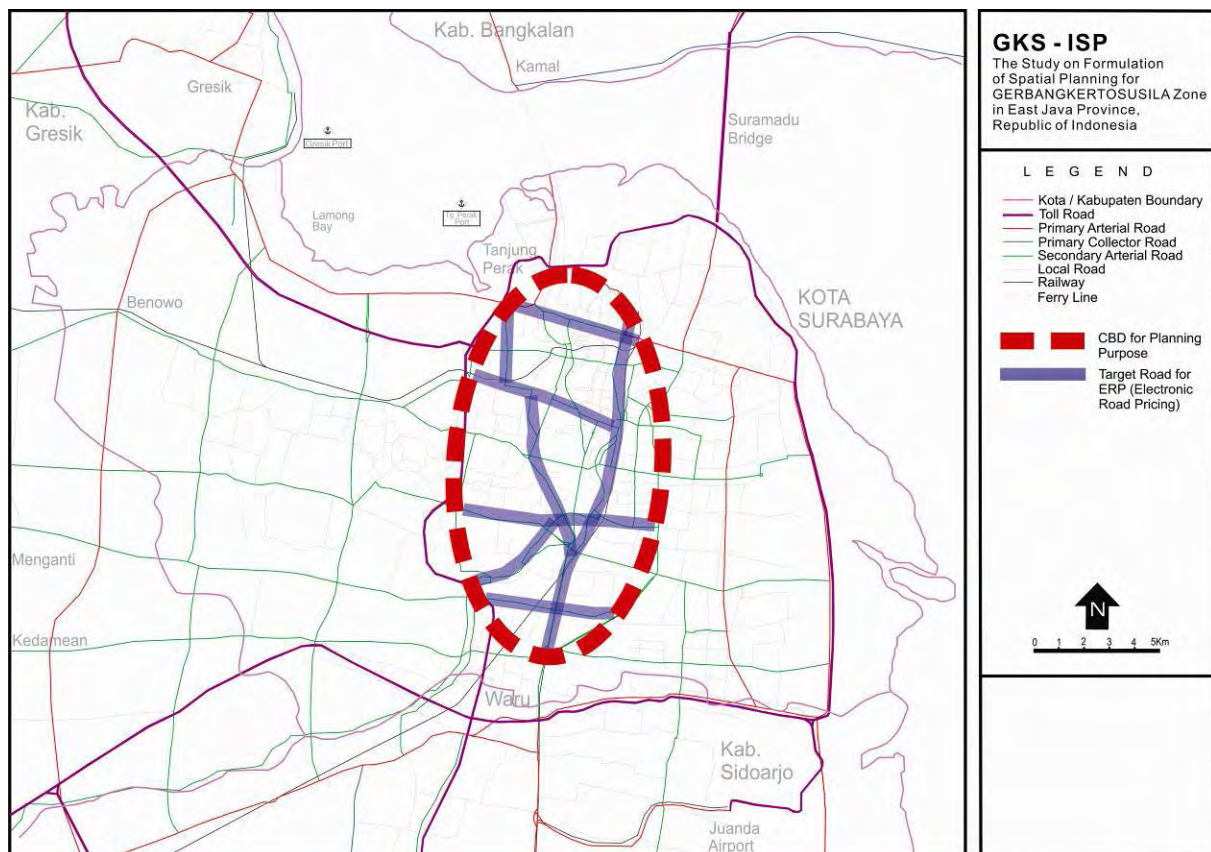 Kab. Bangkalan
Kamal
Gresik
Kab.
Gresik
Gresik Port
Suramadu
Bridge
Lamong
Bay
Tg. Perak
Port
Tanjung
Perak
Benowo
KOTA
SURABAYA
Menganti
Kedamean
Waru
Kab.
Sidoarjo
Juanda
Airport
GKS - ISP
The Study on Formulation
of Spatial Planning for
GERBANGKERTOSUSILA Zone
in East Java Province,
Republic of Indonesia
L E G E N D
Kota / Kabupaten Boundary
Toll Road
Primary Arterial Road
Primary Collector Road
Secondary Arterial Road
Local Road
Railway
Ferry Line
CBD for Planning
Purpose
Target Road for
ERP (Electronic
Road Pricing)
N
0 1 2 3 4 5Km